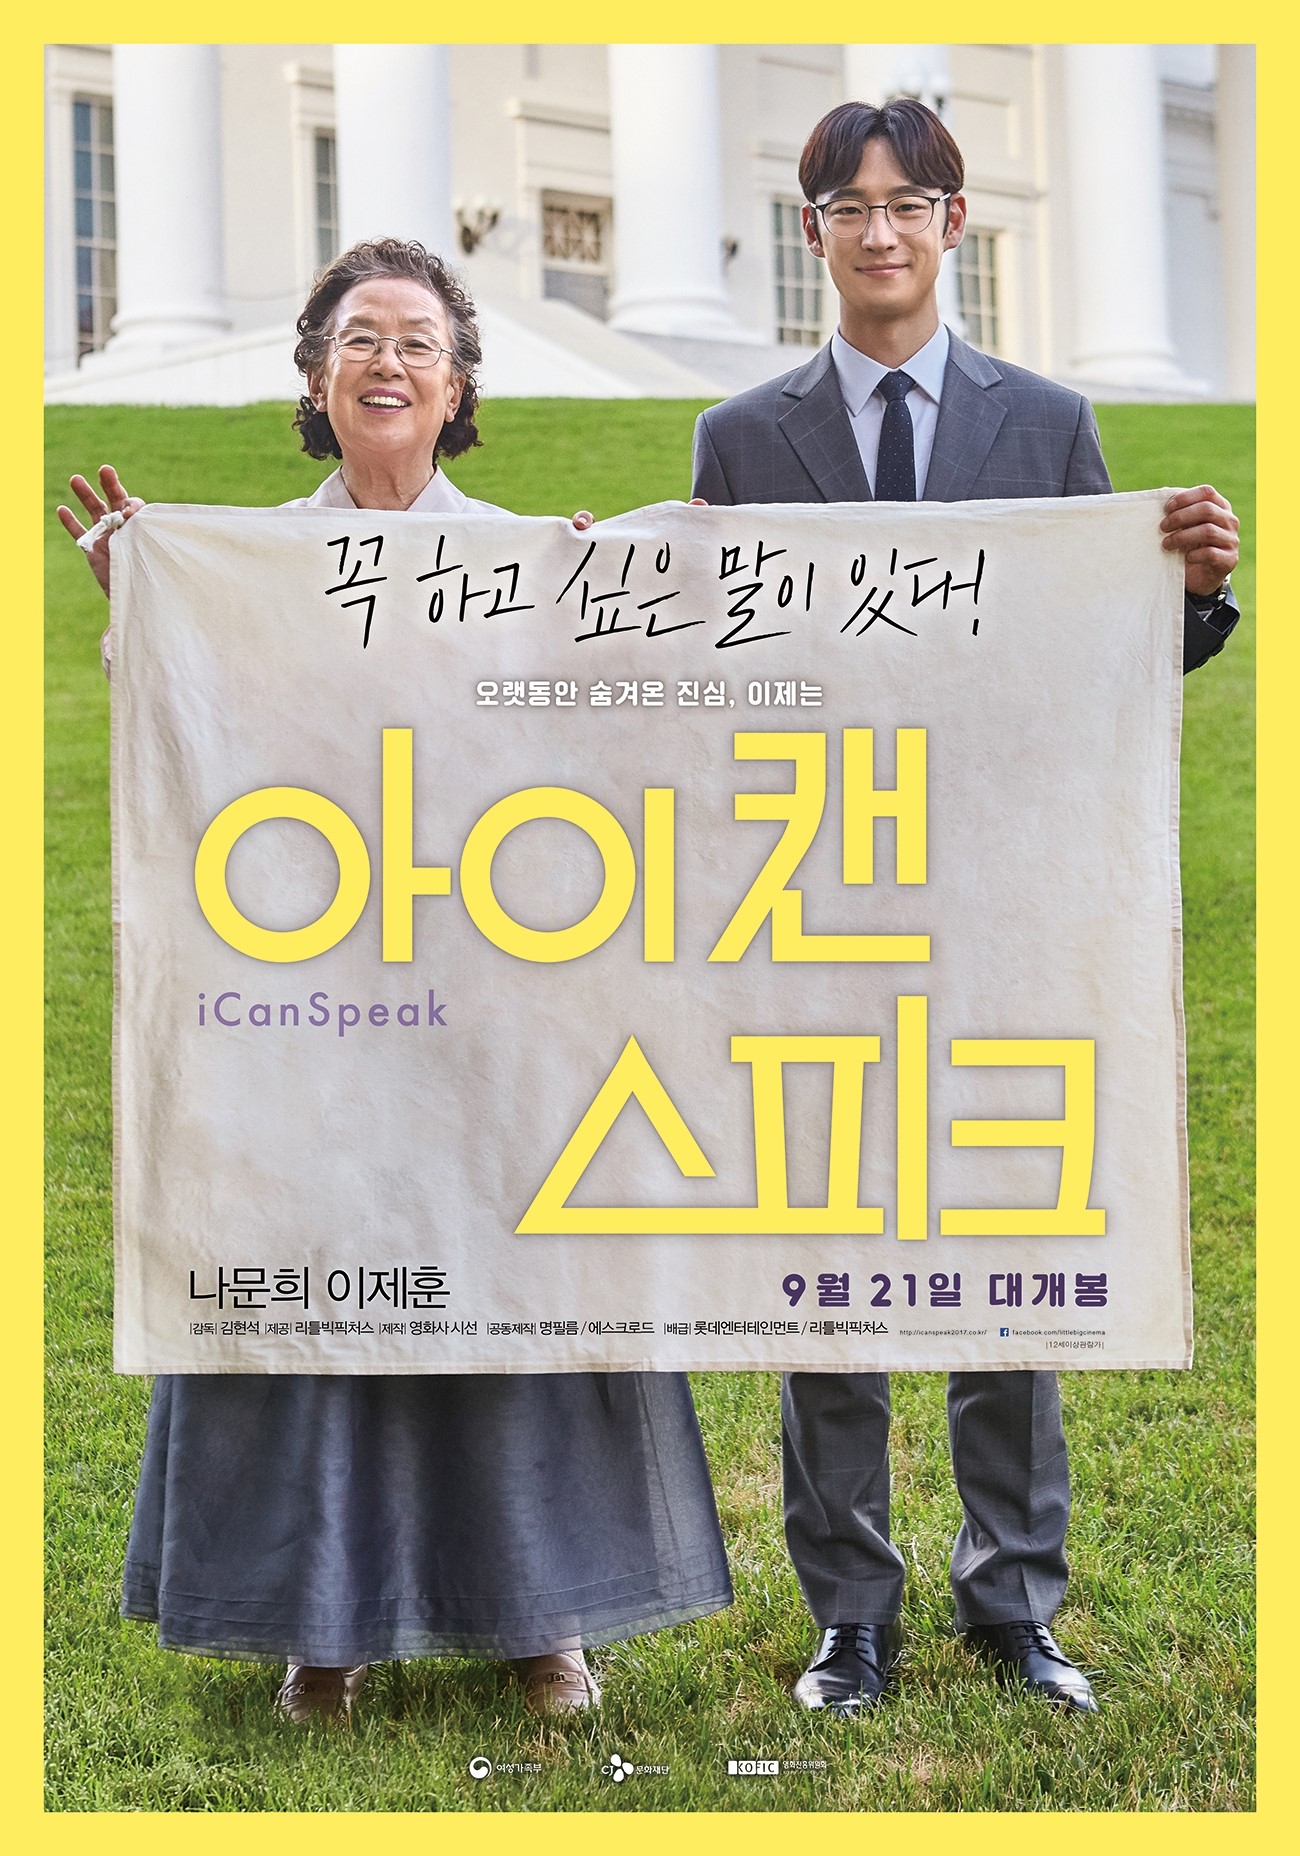 꼭 하고 싶은 말이 있대!
오랫동안 숨겨온 진심, 이제는
아이 캔
iCanSpeak
스피크
나문희 이제훈
9월 21일 대개봉
|감독| 김현석 |제공| 리틀빅픽처스 |제작| 영화사 시선 |공동제작| 명필름 / 에스크로드 |배급| 롯데엔터테인먼트 / 리틀빅픽처스 http://icanspeak2017.co.kr/ facebook.com/littlebigcinema
|12세이상관람가|
여성가족부 CJ 문화재단 KOFIC 영화진흥위원회